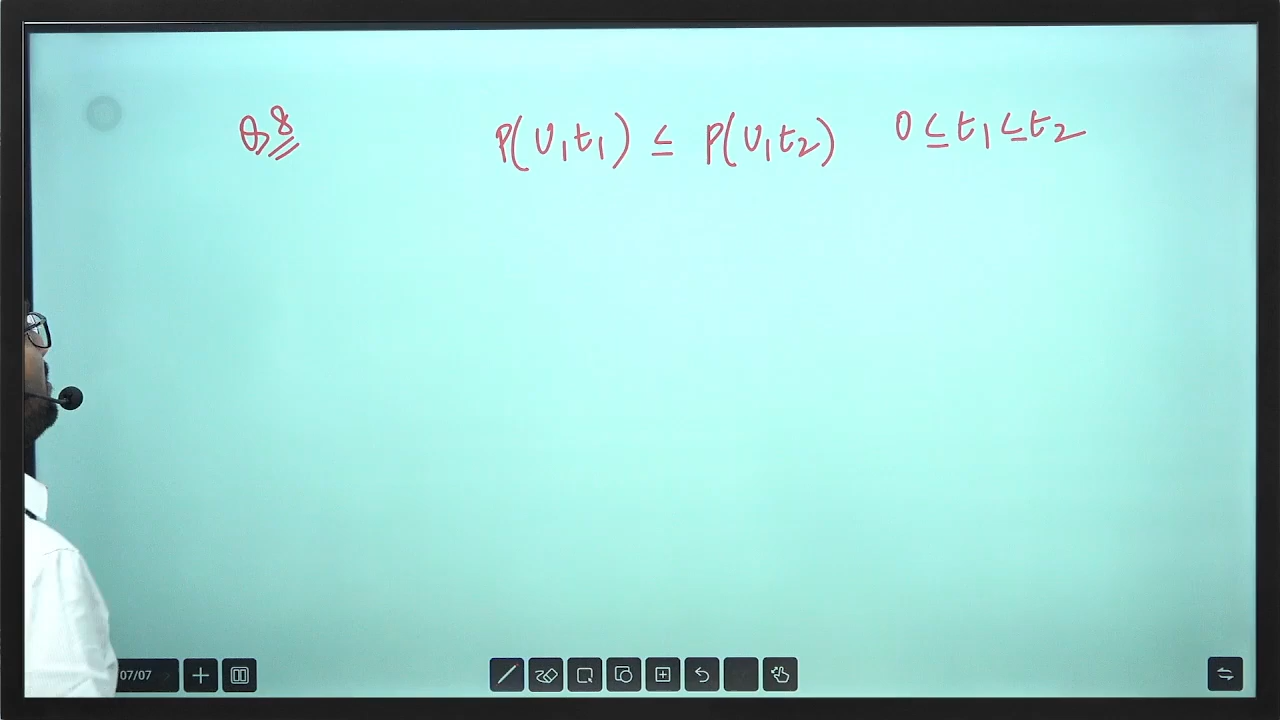 Q8 P(U,t1) ≤ P(U,t2) 0 ≤ t1 ≤ t2
07/07